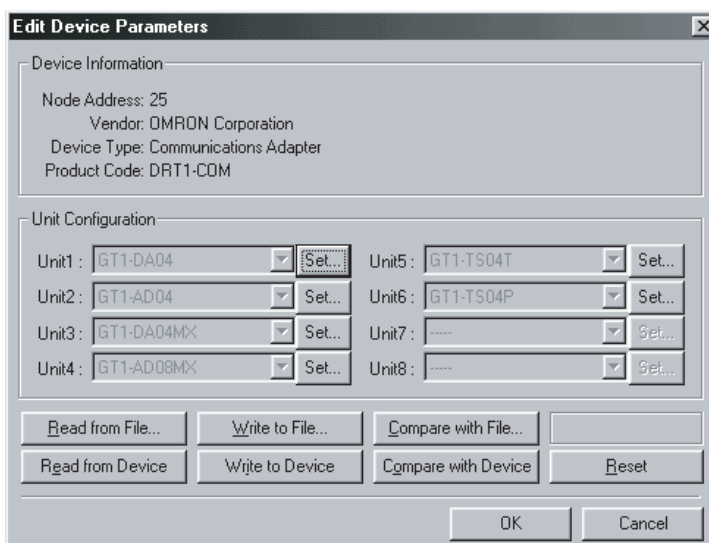 Edit Device Parameters
Device Information
Node Address: 25
Vendor: OMRON Corporation
Device Type: Communications Adapter
Product Code: DRT1-COM
Unit Configuration
Unit1 : GT1-DA04 Set... Unit5 : GT1-TS04T Set...
Unit2 : GT1-AD04 Set... Unit6 : GT1-TS04P Set...
Unit3 : GT1-DA04MX Set... Unit7 : ----- Set...
Unit4 : GT1-AD08MX Set... Unit8 : ----- Set...
Read from File... Write to File... Compare with File...
Read from Device Write to Device Compare with Device Reset
OK Cancel